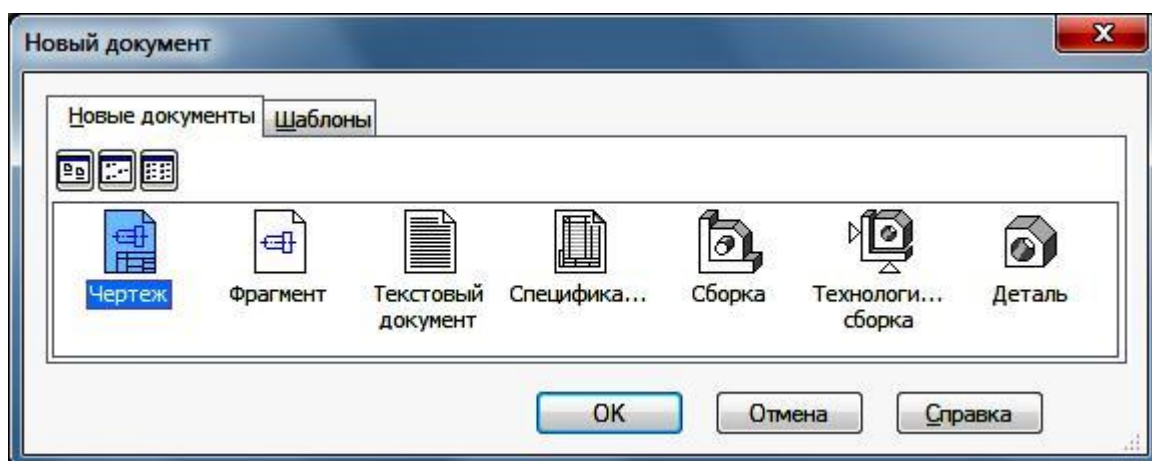 Новый документ
Новые документы
Шаблоны
Чертеж
Фрагмент
Текстовый
документ
Специфика...
Сборка
Технологи...
сборка
Деталь
OK
Отмена
Справка